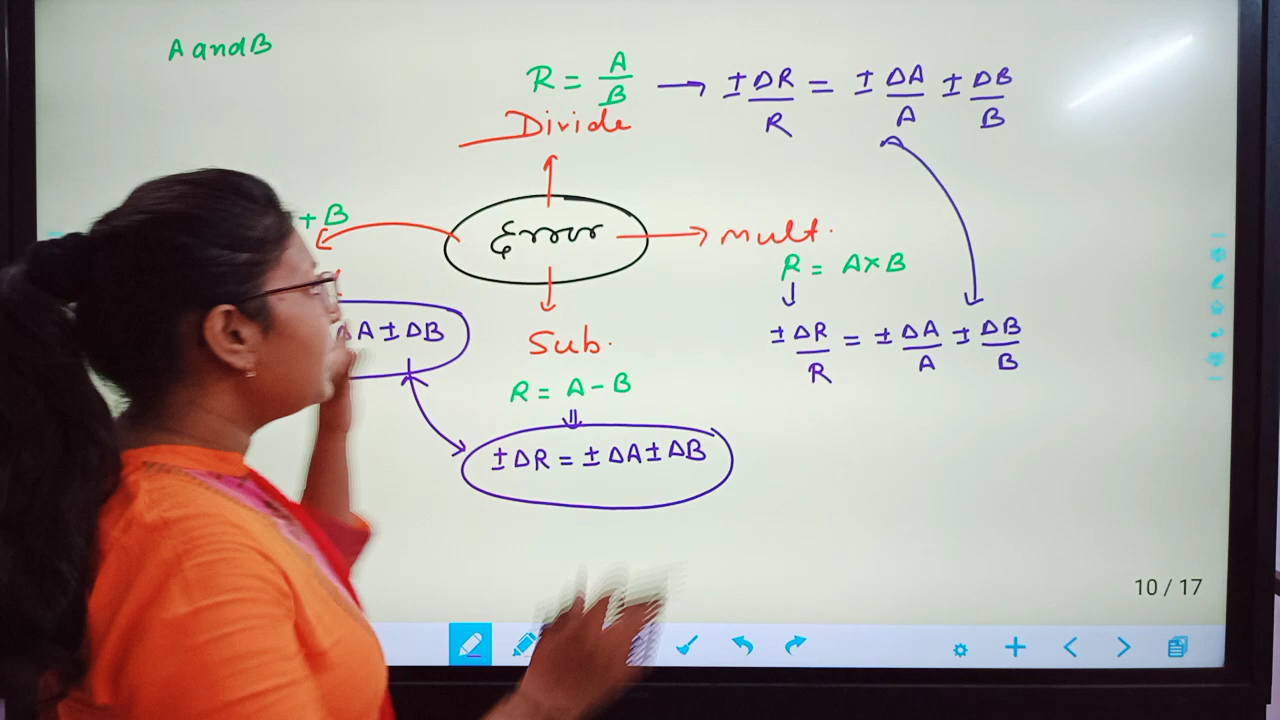 A and B
R = A/B → ± ΔR/R = ± ΔA/A ± ΔB/B
Divide
+ B
Error
mult.
R = A×B
± ΔR/R = ± ΔA/A ± ΔB/B
ΔA ± ΔB
Sub.
R = A - B
± ΔR = ± ΔA ± ΔB
10 / 17